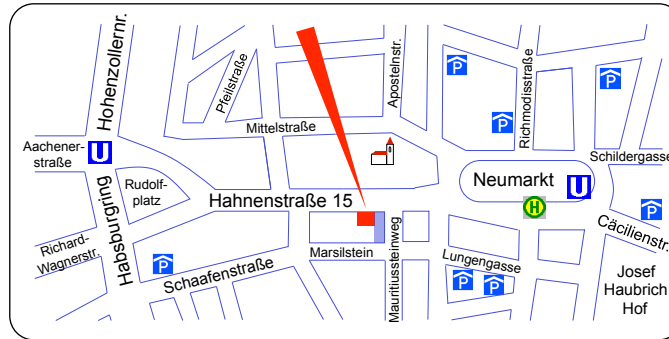 Hohenzollernr.
Pfeilstraße
Apostelnstr.
Richmodisstraße
P
P
P
Mittelstraße
Aachener-
straße
U
Schildergasse
Rudolf-
platz
Neumarkt
U
Hahnenstraße 15
H
P
Habsburgring
Cäcilienstr.
Richard-
Wagnerstr.
Marsilstein
Mauritiussteinweg
Lungengasse
P
Schaafenstraße
P
P
Josef
Haubrich
Hof